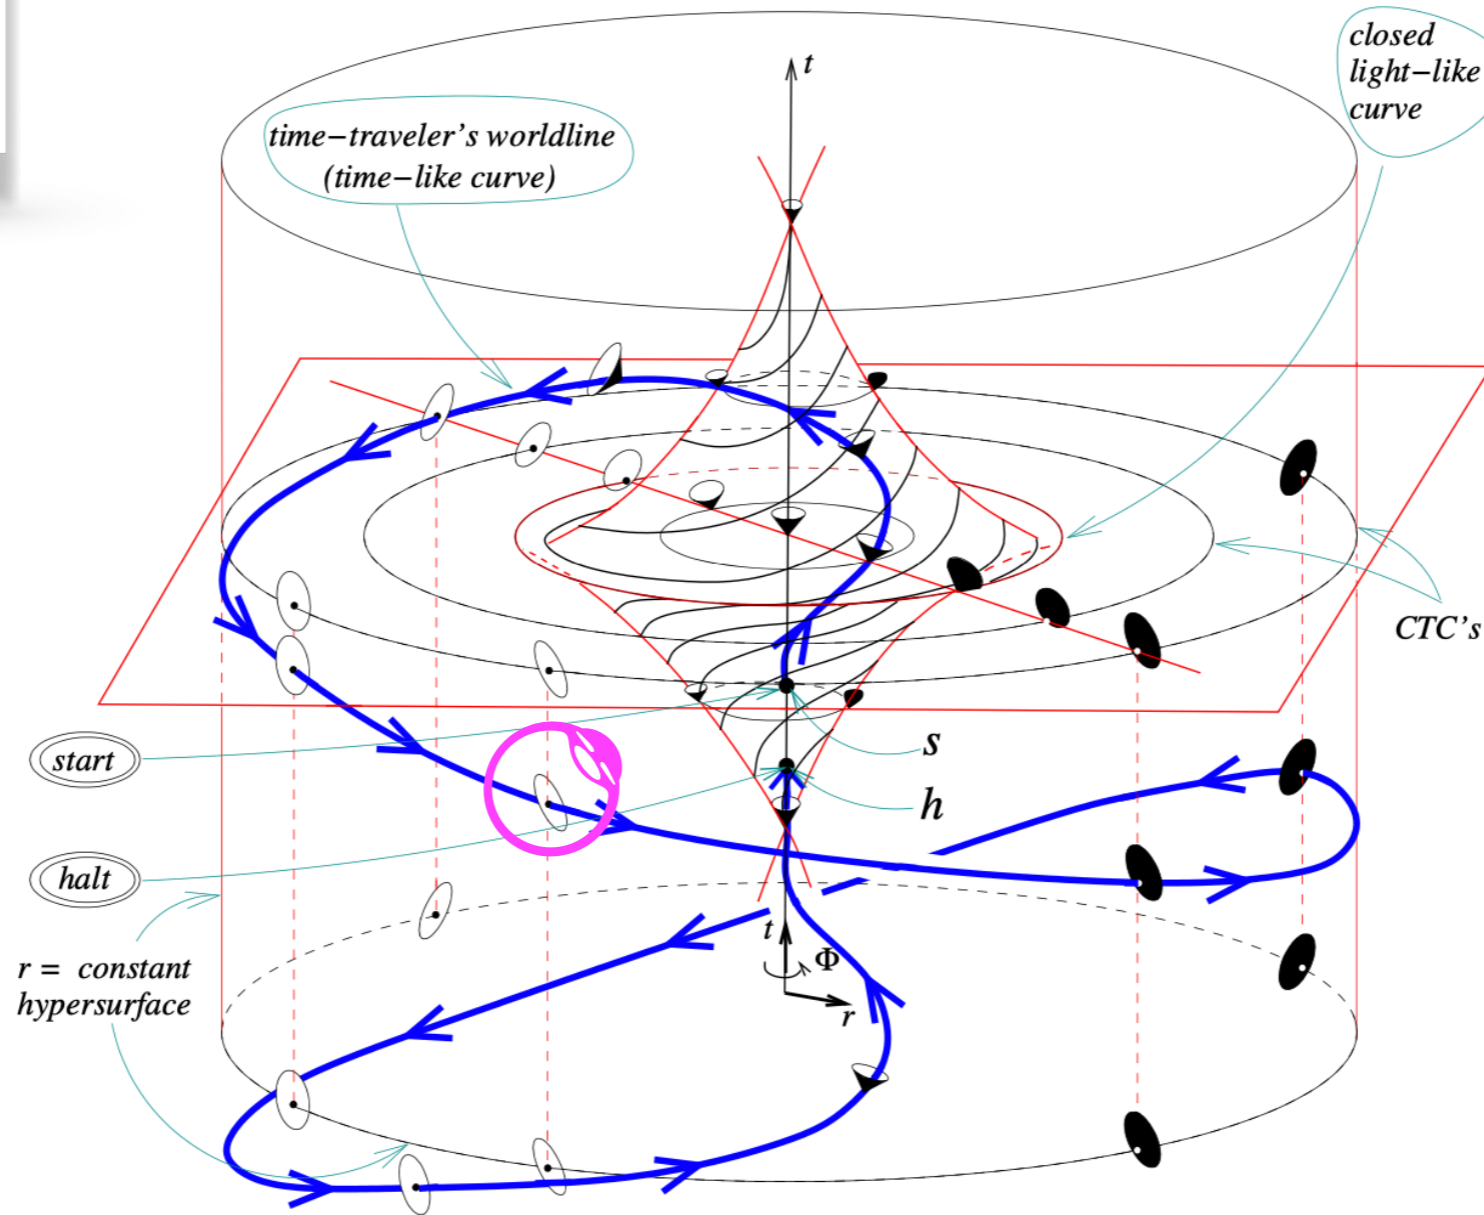 closed
light−like
curve
t
time−traveler's worldline
(time−like curve)
CTC's
start
s
h
halt
r = constant
hypersurface
t
Φ
r